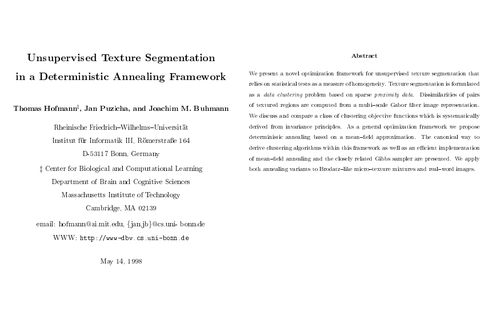 Unsupervised Texture Segmentation
in a Deterministic Annealing Framework
Thomas Hofmann‡, Jan Puzicha, and Joachim M. Buhmann
Rheinische Friedrich–Wilhelms–Universität
Institut für Informatik III, Römerstraße 164
D-53117 Bonn, Germany
‡ Center for Biological and Computational Learning
Department of Brain and Cognitive Sciences
Massachusetts Institute of Technology
Cambridge, MA 02139
email: hofmann@ai.mit.edu, {jan,jb}@cs.uni-bonn.de
WWW: http://www-dbv.cs.uni-bonn.de
May 14, 1998
Abstract
We present a novel optimization framework for unsupervised texture segmentation that
relies on statistical tests as a measure of homogeneity. Texture segmentation is formulated
as a data clustering problem based on sparse proximity data. Dissimilarities of pairs
of textured regions are computed from a multi–scale Gabor filter image representation.
We discuss and compare a class of clustering objective functions which is systematically
derived from invariance principles. As a general optimization framework we propose
deterministic annealing based on a mean–field approximation. The canonical way to
derive clustering algorithms within this framework as well as an efficient implementation
of mean–field annealing and the closely related Gibbs sampler are presented. We apply
both annealing variants to Brodatz–like micro–texture mixtures and real–word images.